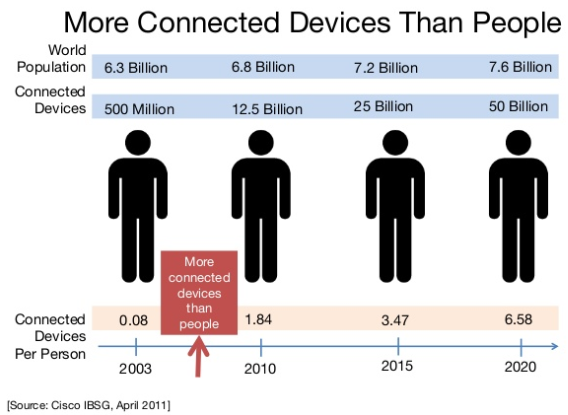 More Connected Devices Than People
World
Population
6.3 Billion 6.8 Billion 7.2 Billion 7.6 Billion
Connected
Devices
500 Million 12.5 Billion 25 Billion 50 Billion
More
connected
devices
than
people
Connected
Devices
Per Person
0.08 1.84 3.47 6.58
2003 2010 2015 2020
[Source: Cisco IBSG, April 2011]